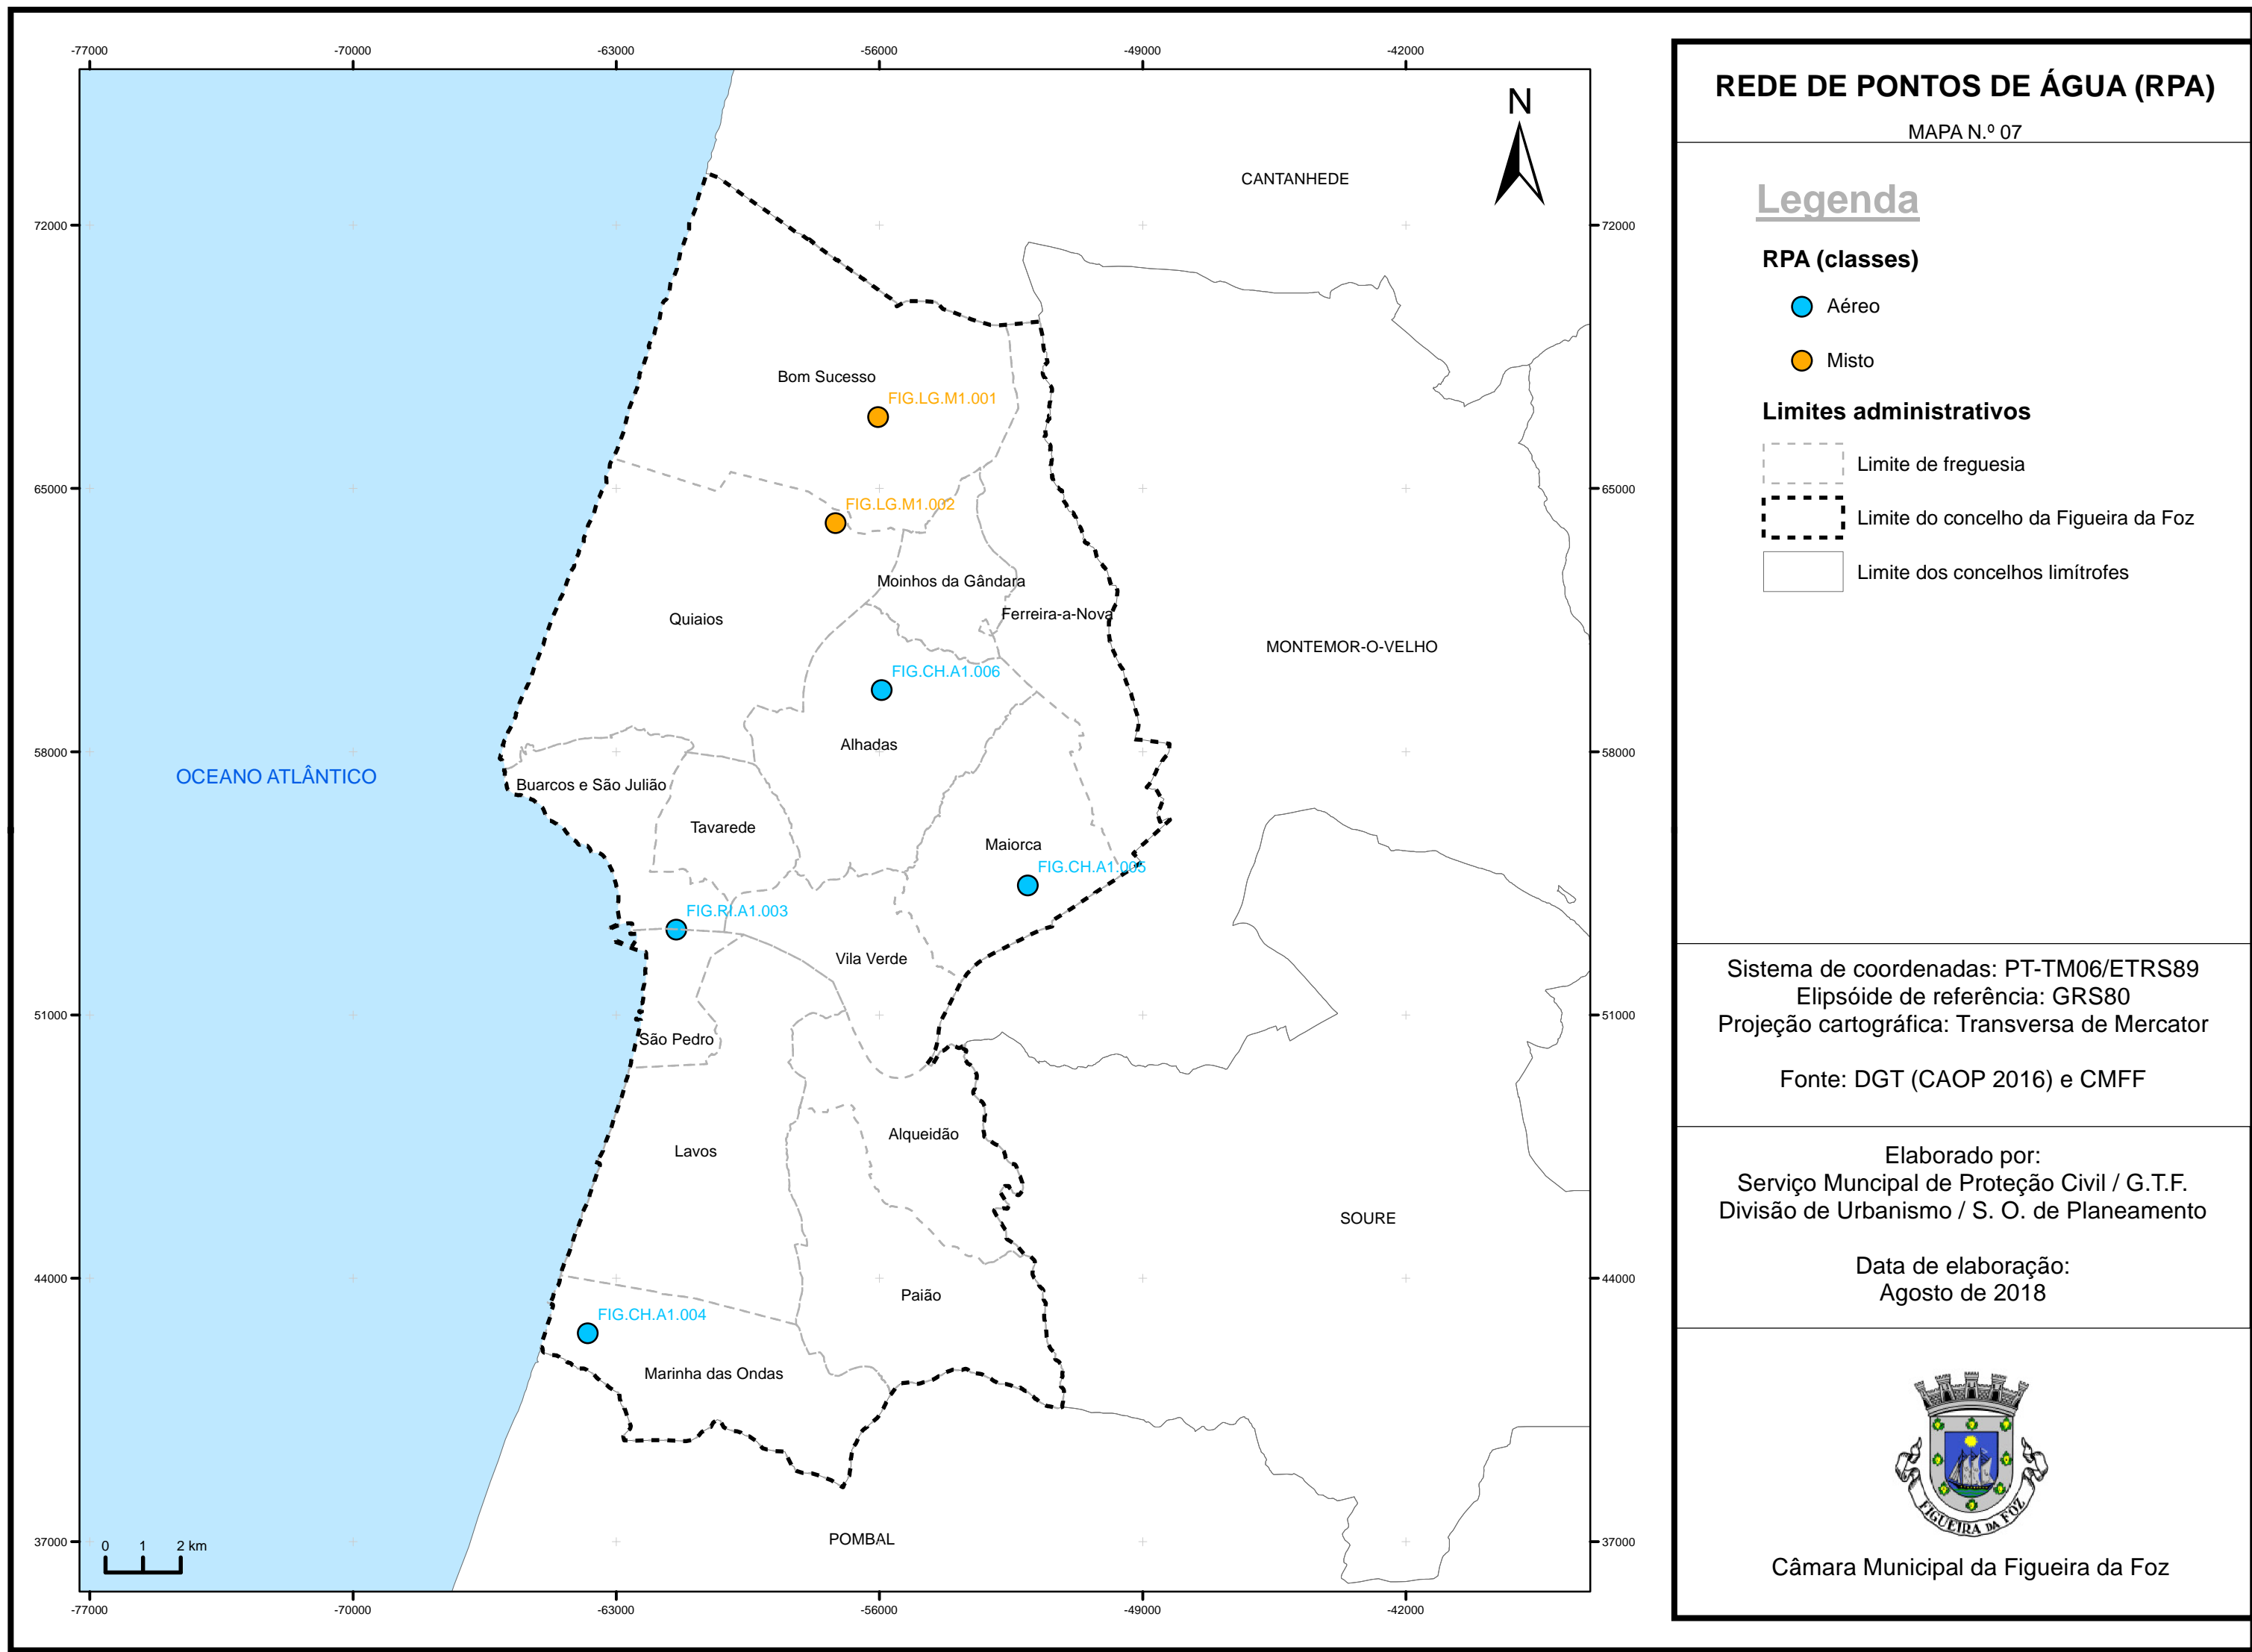 -77000
-70000
-63000
-56000
-49000
-42000
N
CANTANHEDE
72000
72000
Bom Sucesso
FIG.LG.M1.001
65000
65000
FIG.LG.M1.002
Moinhos da Gândara
Ferreira-a-Nova
Quiaios
MONTEMOR-O-VELHO
FIG.CH.A1.006
Alhadas
58000
58000
OCEANO ATLÂNTICO
Buarcos e São Julião
Tavarede
Maiorca
FIG.CH.A1.005
FIG.RI.A1.003
Vila Verde
51000
51000
São Pedro
Alqueidão
Lavos
SOURE
44000
44000
Paião
FIG.CH.A1.004
Marinha das Ondas
POMBAL
37000
37000
0 1 2 km
-77000
-70000
-63000
-56000
-49000
-42000
REDE DE PONTOS DE ÁGUA (RPA)
MAPA N.º 07
Legenda
RPA (classes)
Aéreo
Misto
Limites administrativos
Limite de freguesia
Limite do concelho da Figueira da Foz
Limite dos concelhos limítrofes
Sistema de coordenadas: PT-TM06/ETRS89
Elipsóide de referência: GRS80
Projeção cartográfica: Transversa de Mercator
Fonte: DGT (CAOP 2016) e CMFF
Elaborado por:
Serviço Muncipal de Proteção Civil / G.T.F.
Divisão de Urbanismo / S. O. de Planeamento
Data de elaboração:
Agosto de 2018
FIGUEIRA DA FOZ
Câmara Municipal da Figueira da Foz